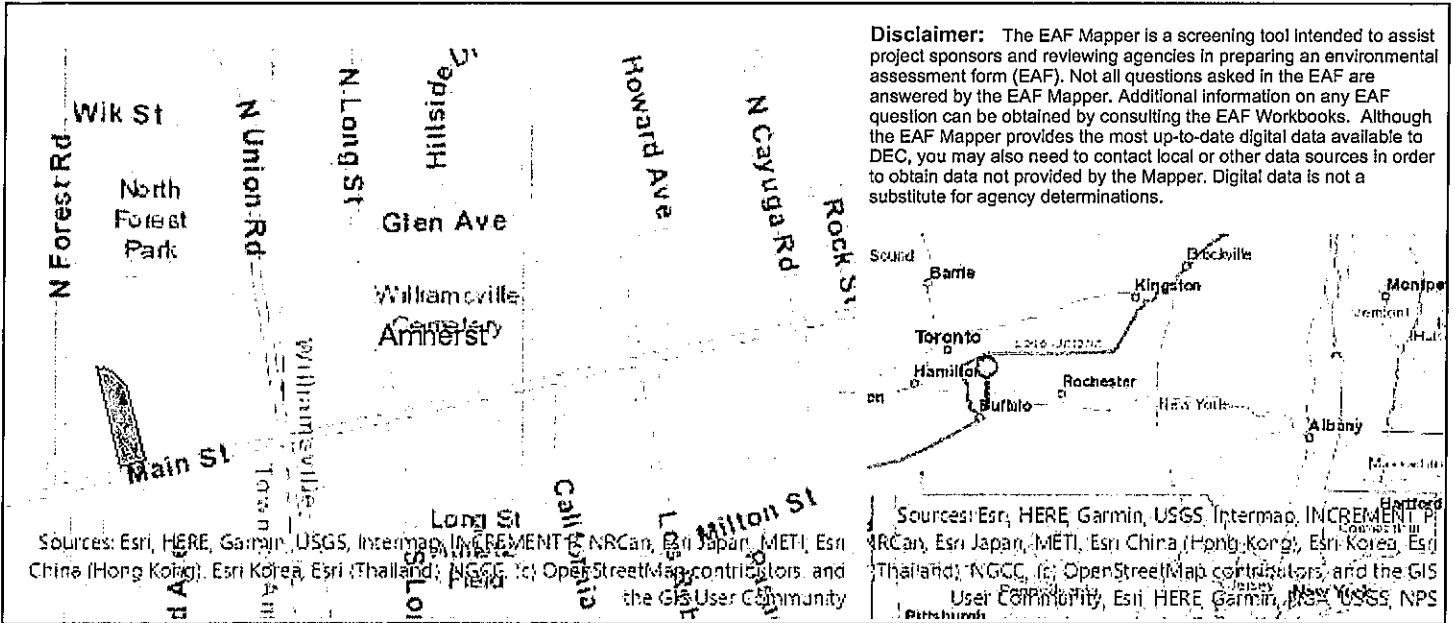 Disclaimer: The EAF Mapper is a screening tool intended to assist
project sponsors and reviewing agencies in preparing an environmental
assessment form (EAF). Not all questions asked in the EAF are
answered by the EAF Mapper. Additional information on any EAF
question can be obtained by consulting the EAF Workbooks. Although
the EAF Mapper provides the most up-to-date digital data available to
DEC, you may also need to contact local or other data sources in order
to obtain data not provided by the Mapper. Digital data is not a
substitute for agency determinations.
Wik St
N Forest Rd
North
Forest
Park
N Union Rd
N Long St
Hillside
Glen Ave
Howard Ave
N Cayuga Rd
Rock St
Williamsville
Cemetery
Amherst
Williamsville
Main St
Long St
Milton St
Field
Sources: Esri, HERE, Garmin, USGS, Intermap, INCREMENT P, NRCan, Esri Japan, METI, Esri
China (Hong Kong), Esri Korea, Esri (Thailand), NGCC, (c) OpenStreetMap contributors, and
the GIS User Community
Sound
Barrie
Brockville
Kingston
Montpe
Vermont
Toronto
Hamilton
Rochester
Buffalo
New York
Albany
Hartford
Sources: Esri, HERE, Garmin, USGS, Intermap, INCREMENT P,
NRCan, Esri Japan, METI, Esri China (Hong Kong), Esri Korea, Esri
(Thailand), NGCC, (c) OpenStreetMap contributors, and the GIS
User Community, Esri, HERE, Garmin, NGA, USGS, NPS
New York
Pittsburgh